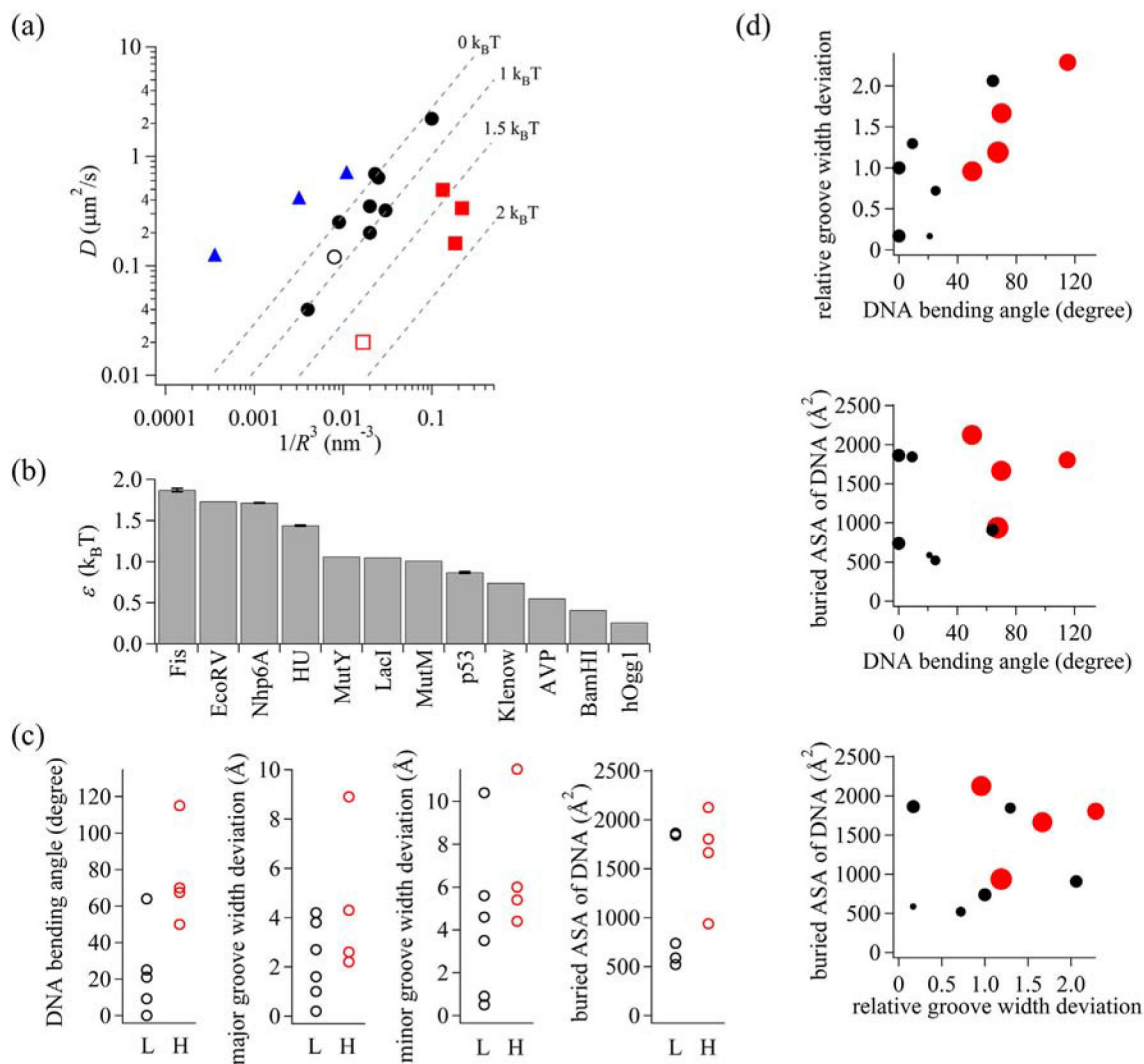 (a)
10
4
2
1
4
2
0.1
4
2
0.01
D (μm²/s)
0 kBT
1 kBT
1.5 kBT
2 kBT
0.0001
0.001
0.01
0.1
1/R³ (nm⁻³)
(b)
2.0
1.5
1.0
0.5
0.0
ε (kBT)
Fis
EcoRV
Nhp6A
HU
MutY
LacI
MutM
p53
Klenow
AVP
BamHI
hOgg1
(c)
DNA bending angle (degree)
120
100
80
60
40
20
0
L H
major groove width deviation (Å)
10
8
6
4
2
0
L H
minor groove width deviation (Å)
10
8
6
4
2
0
L H
buried ASA of DNA (Å²)
2000
1500
1000
500
L H
(d)
relative groove width deviation
2.0
1.5
1.0
0.5
0
0 40 80 120
DNA bending angle (degree)
buried ASA of DNA (Å²)
2500
2000
1500
1000
500
0
0 40 80 120
DNA bending angle (degree)
buried ASA of DNA (Å²)
2500
2000
1500
1000
500
0
0 0.5 1.0 1.5 2.0
relative groove width deviation